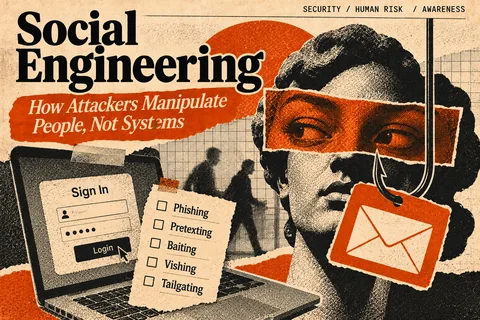 SECURITY / HUMAN RISK / AWARENESS
Social
Engineering
How Attackers Manipulate
People, Not Systems
Sign In
Login
Phishing
Pretexting
Baiting
Vishing
Tailgating